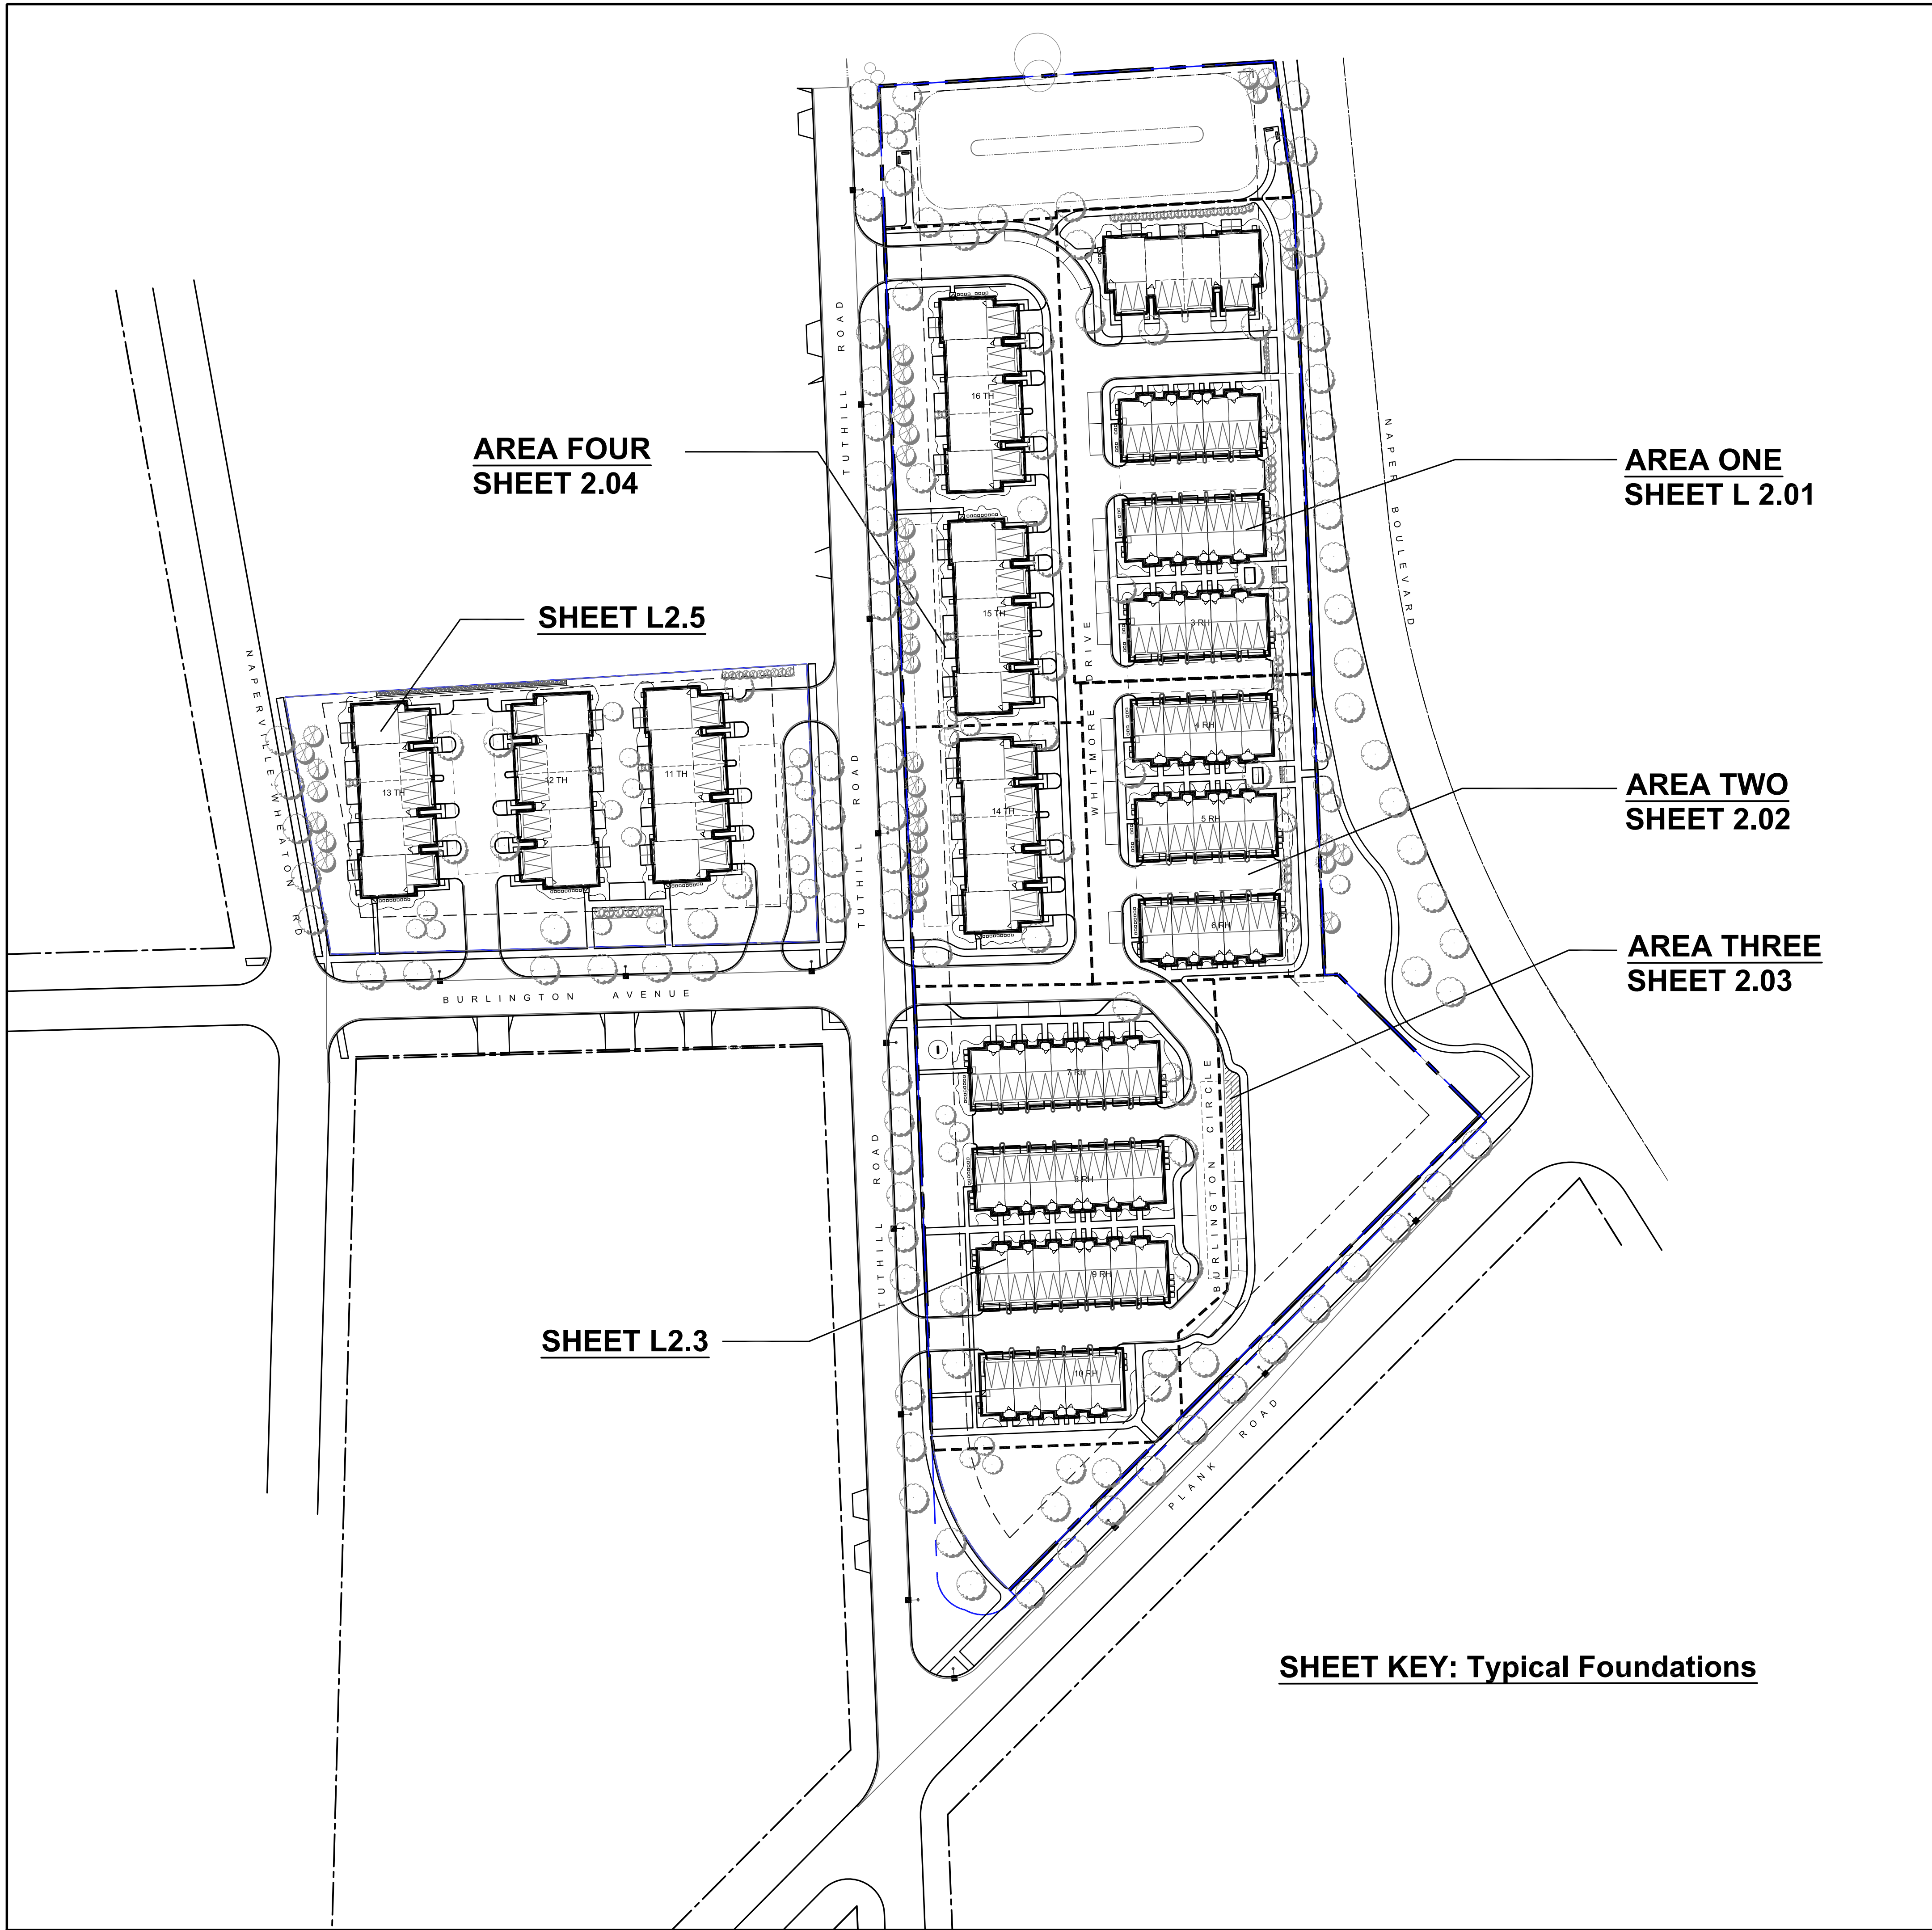 AREA FOUR
SHEET 2.04
AREA ONE
SHEET L 2.01
SHEET L2.5
AREA TWO
SHEET 2.02
AREA THREE
SHEET 2.03
SHEET L2.3
SHEET KEY: Typical Foundations
TUTHILL ROAD
NAPER BOULEVARD
16 TH
15 TH
3 RH
WHITMORE DRIVE
NAPERVILLE-WHEATON RD
4 RH
13 TH
12 TH
11 TH
14 TH
5 RH
TUTHILL ROAD
6 RH
BURLINGTON AVENUE
7 RH
BURLINGTON CIRCLE
8 RH
TUTHILL ROAD
9 RH
10 RH
PLANK ROAD